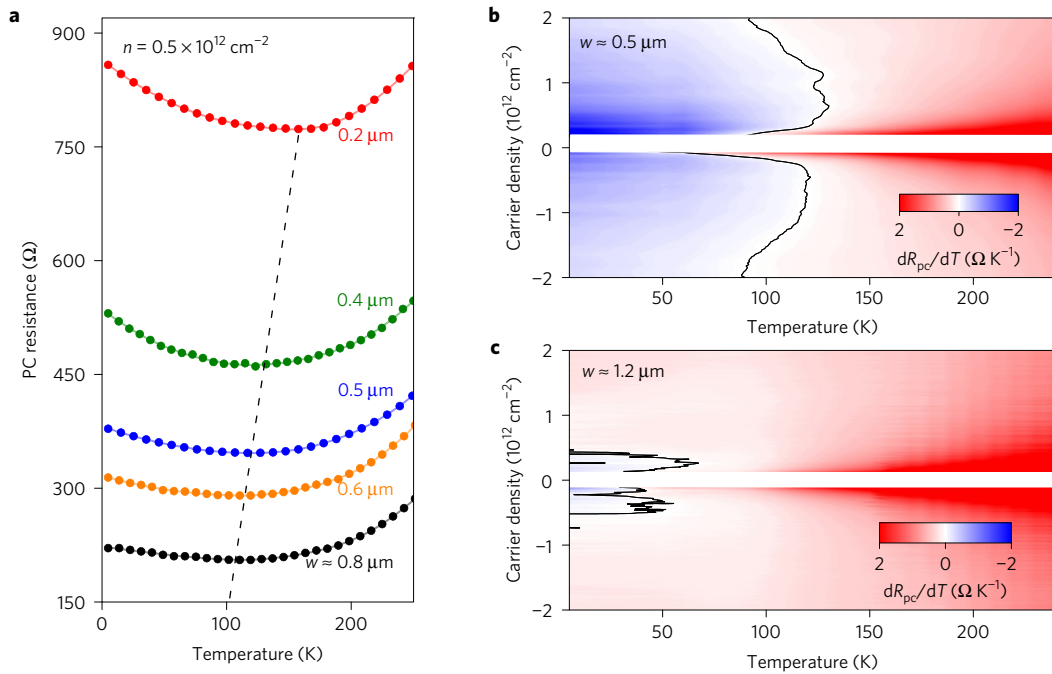 a
n = 0.5 × 10¹² cm⁻²
900
750
600
450
300
150
PC resistance (Ω)
0.2 μm
0.4 μm
0.5 μm
0.6 μm
w ≈ 0.8 μm
0
100
200
Temperature (K)
b
w ≈ 0.5 μm
2
1
0
−1
−2
Carrier density (10¹² cm⁻²)
2
0
−2
dRpc/dT (Ω K⁻¹)
50
100
150
200
Temperature (K)
c
w ≈ 1.2 μm
2
1
0
−1
−2
Carrier density (10¹² cm⁻²)
2
0
−2
dRpc/dT (Ω K⁻¹)
50
100
150
200
Temperature (K)